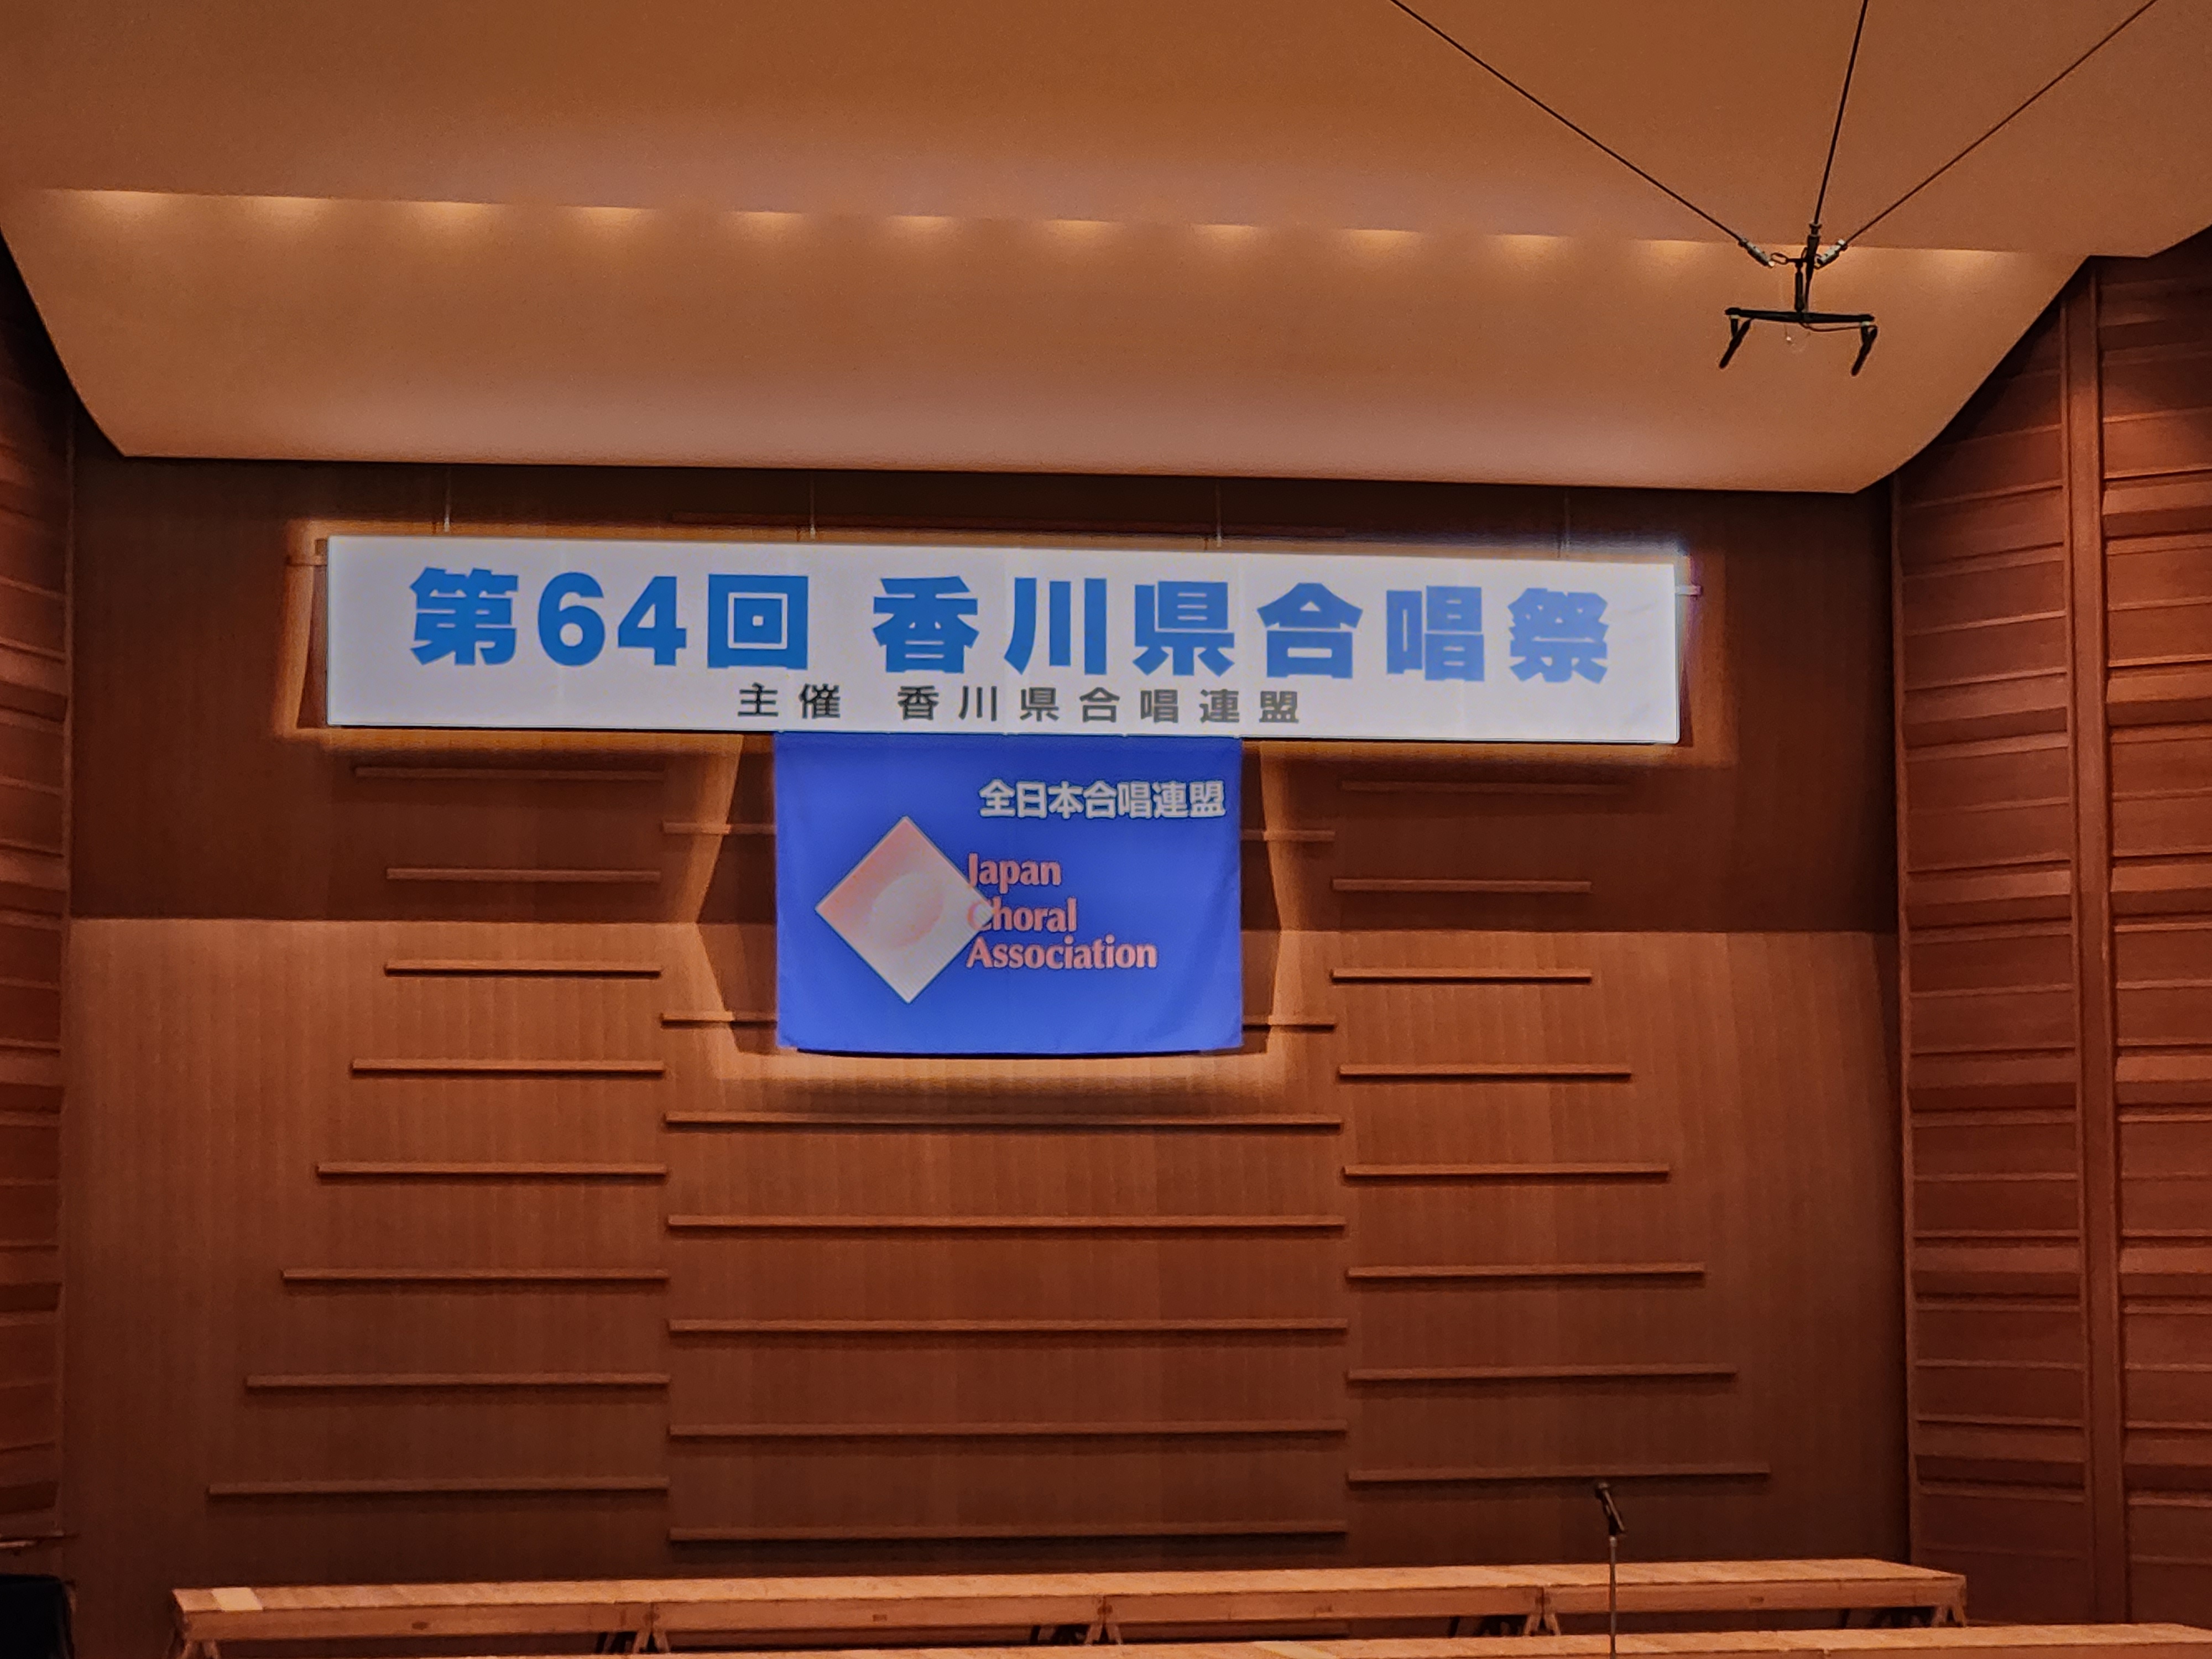 第64回 香川県合唱祭
主催 香川県合唱連盟
全日本合唱連盟
Japan
Choral
Association